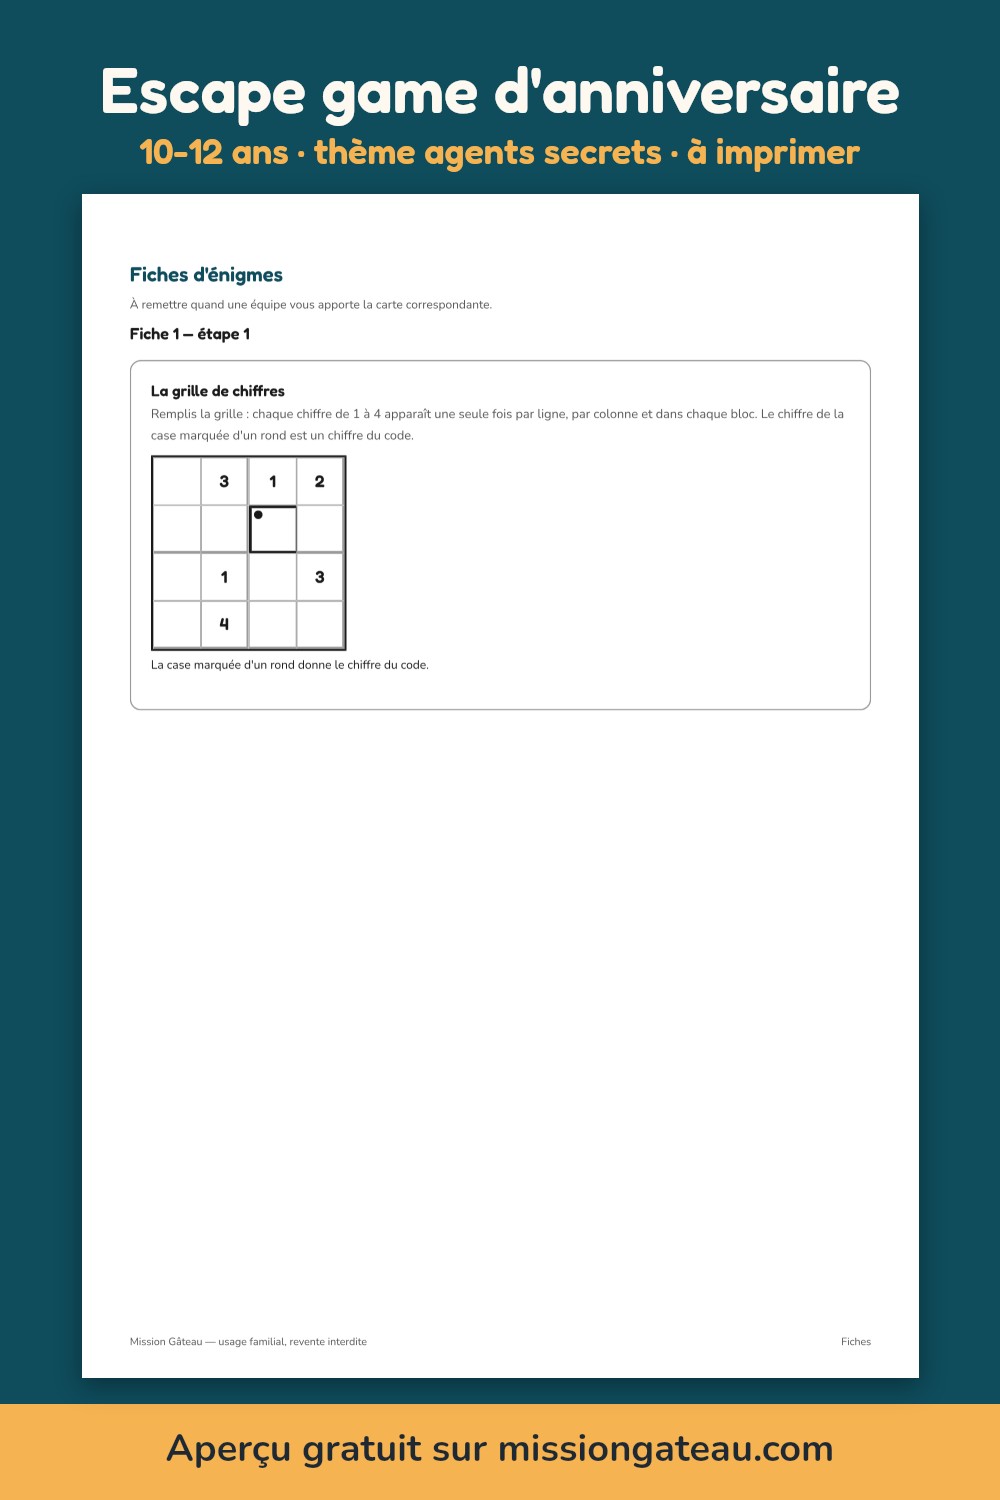 Escape game d'anniversaire
10-12 ans · thème agents secrets · à imprimer
Fiches d'énigmes
À remettre quand une équipe vous apporte la carte correspondante.
Fiche 1 — étape 1
La grille de chiffres
Remplis la grille : chaque chiffre de 1 à 4 apparaît une seule fois par ligne, par colonne et dans chaque bloc. Le chiffre de la
case marquée d'un rond est un chiffre du code.
3 1 2
1 3
4
La case marquée d'un rond donne le chiffre du code.
Mission Gâteau — usage familial, revente interdite
Fiches
Aperçu gratuit sur missiongateau.com